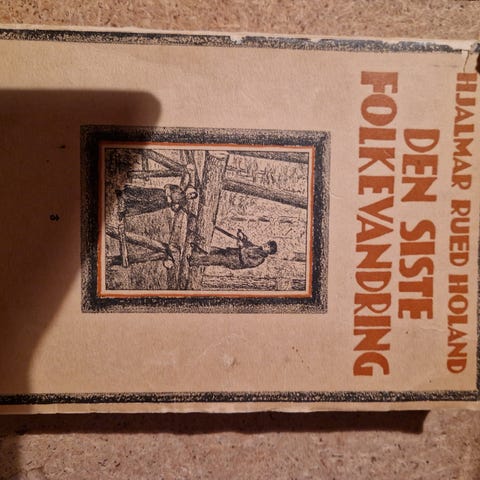 HJALMAR RUED HOLAND
DEN SISTE
FOLKEVANDRING